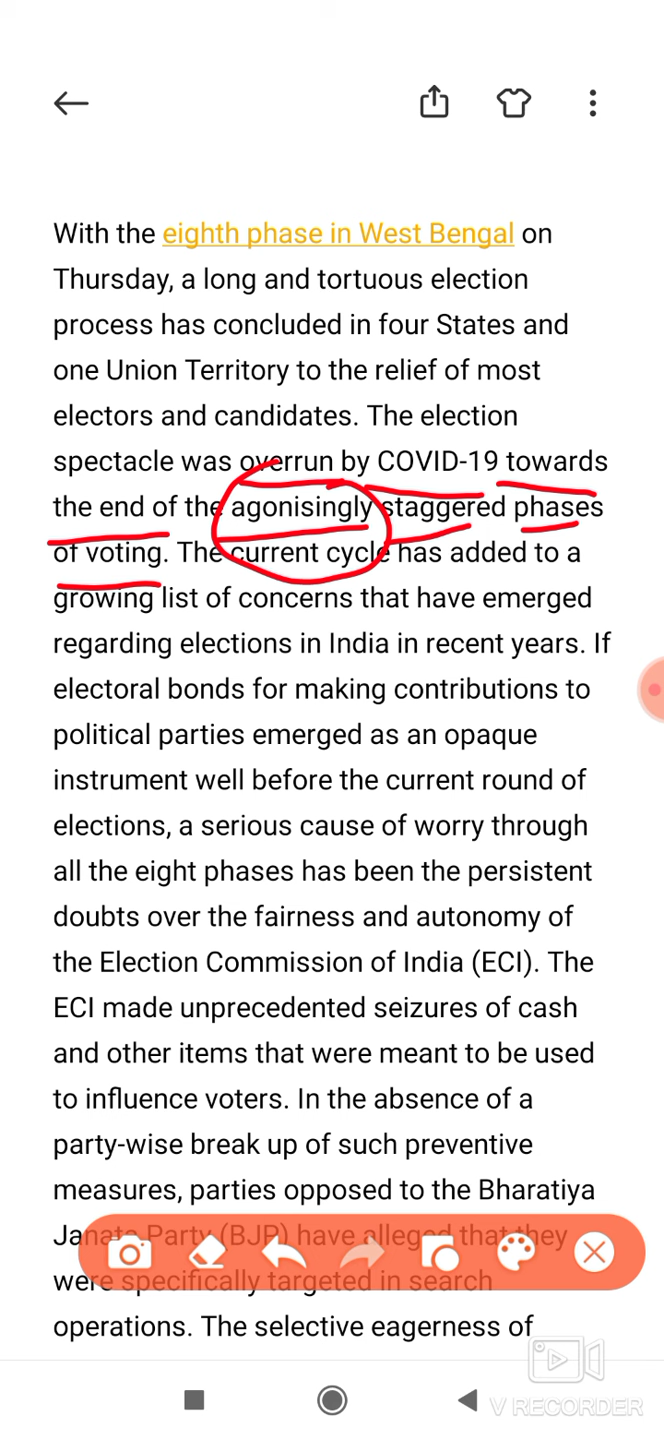 With the eighth phase in West Bengal on
Thursday, a long and tortuous election
process has concluded in four States and
one Union Territory to the relief of most
electors and candidates. The election
spectacle was overrun by COVID-19 towards
the end of the agonisingly staggered phases
of voting. The current cycle has added to a
growing list of concerns that have emerged
regarding elections in India in recent years. If
electoral bonds for making contributions to
political parties emerged as an opaque
instrument well before the current round of
elections, a serious cause of worry through
all the eight phases has been the persistent
doubts over the fairness and autonomy of
the Election Commission of India (ECI). The
ECI made unprecedented seizures of cash
and other items that were meant to be used
to influence voters. In the absence of a
party-wise break up of such preventive
measures, parties opposed to the Bharatiya
Janata Party (BJP) have alleged that they
were specifically targeted in search
operations. The selective eagerness of
V RECORDER